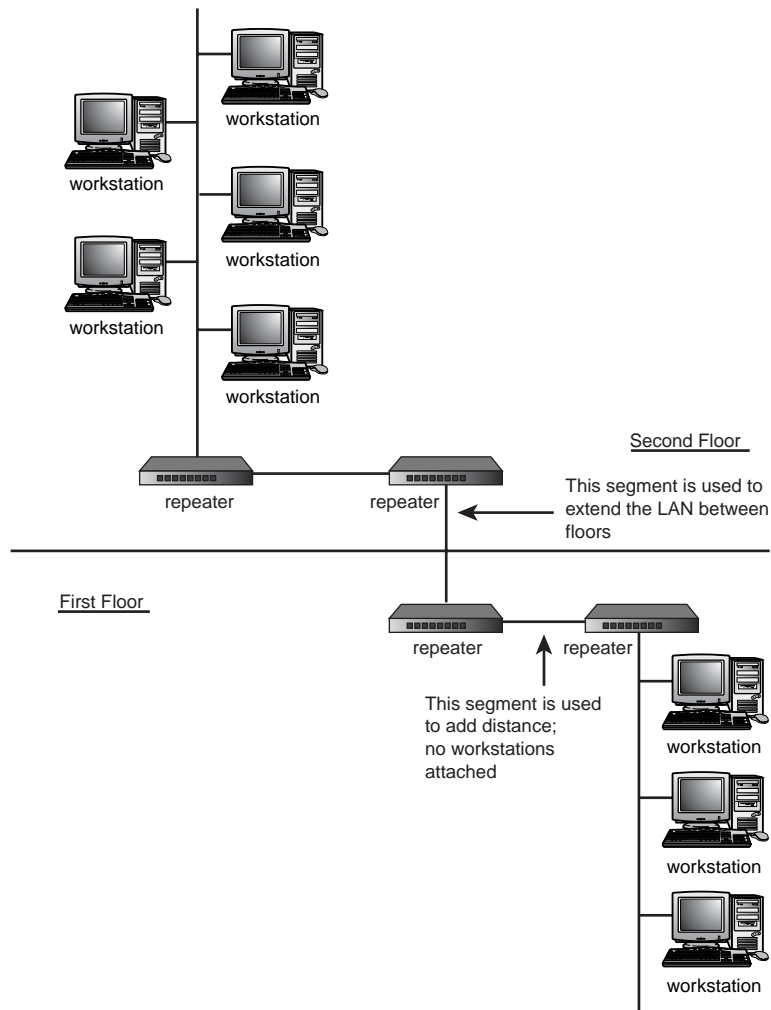 workstation
workstation
workstation
workstation
workstation
Second Floor
repeater
repeater
This segment is used to
extend the LAN between
floors
First Floor
repeater
repeater
This segment is used
to add distance;
no workstations
attached
workstation
workstation
workstation